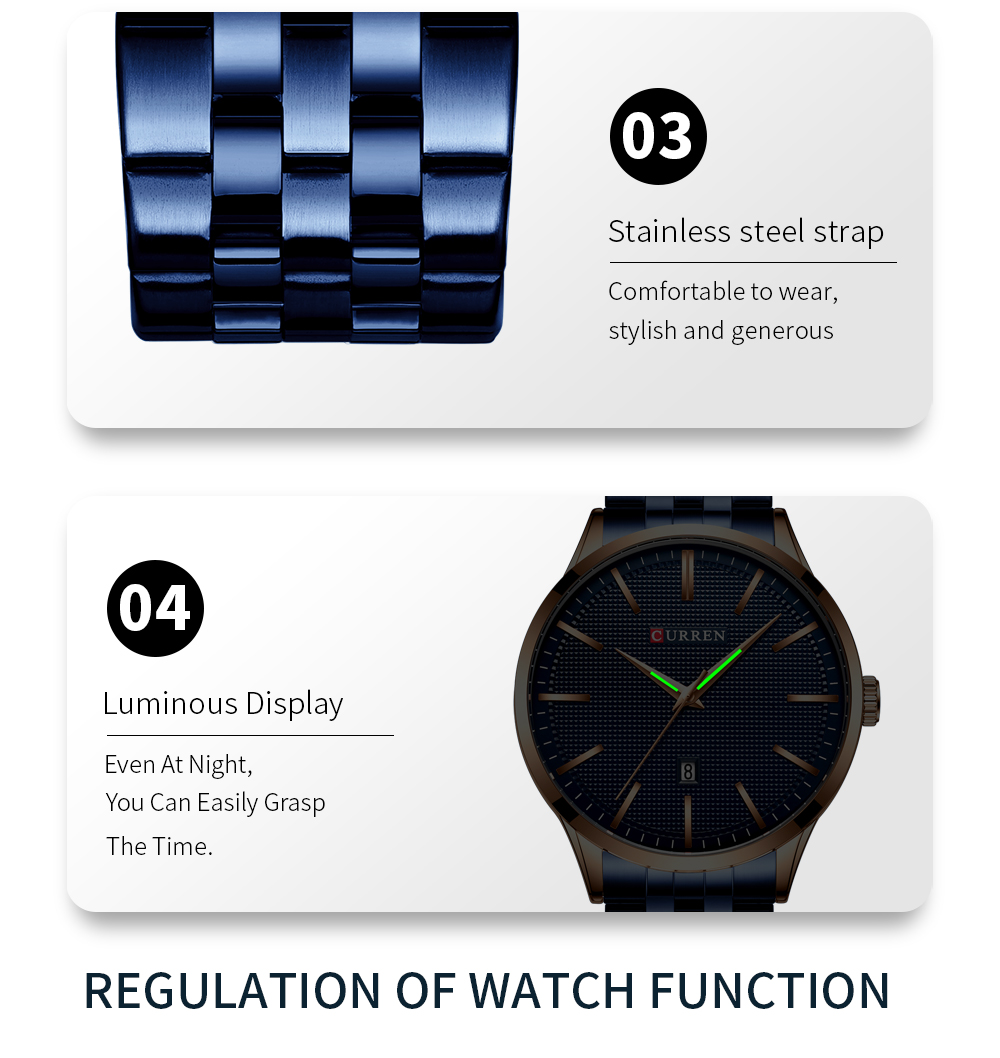 03
Stainless steel strap
Comfortable to wear,
stylish and generous
04
Luminous Display
Even At Night,
You Can Easily Grasp
The Time.
CURREN
8
REGULATION OF WATCH FUNCTION